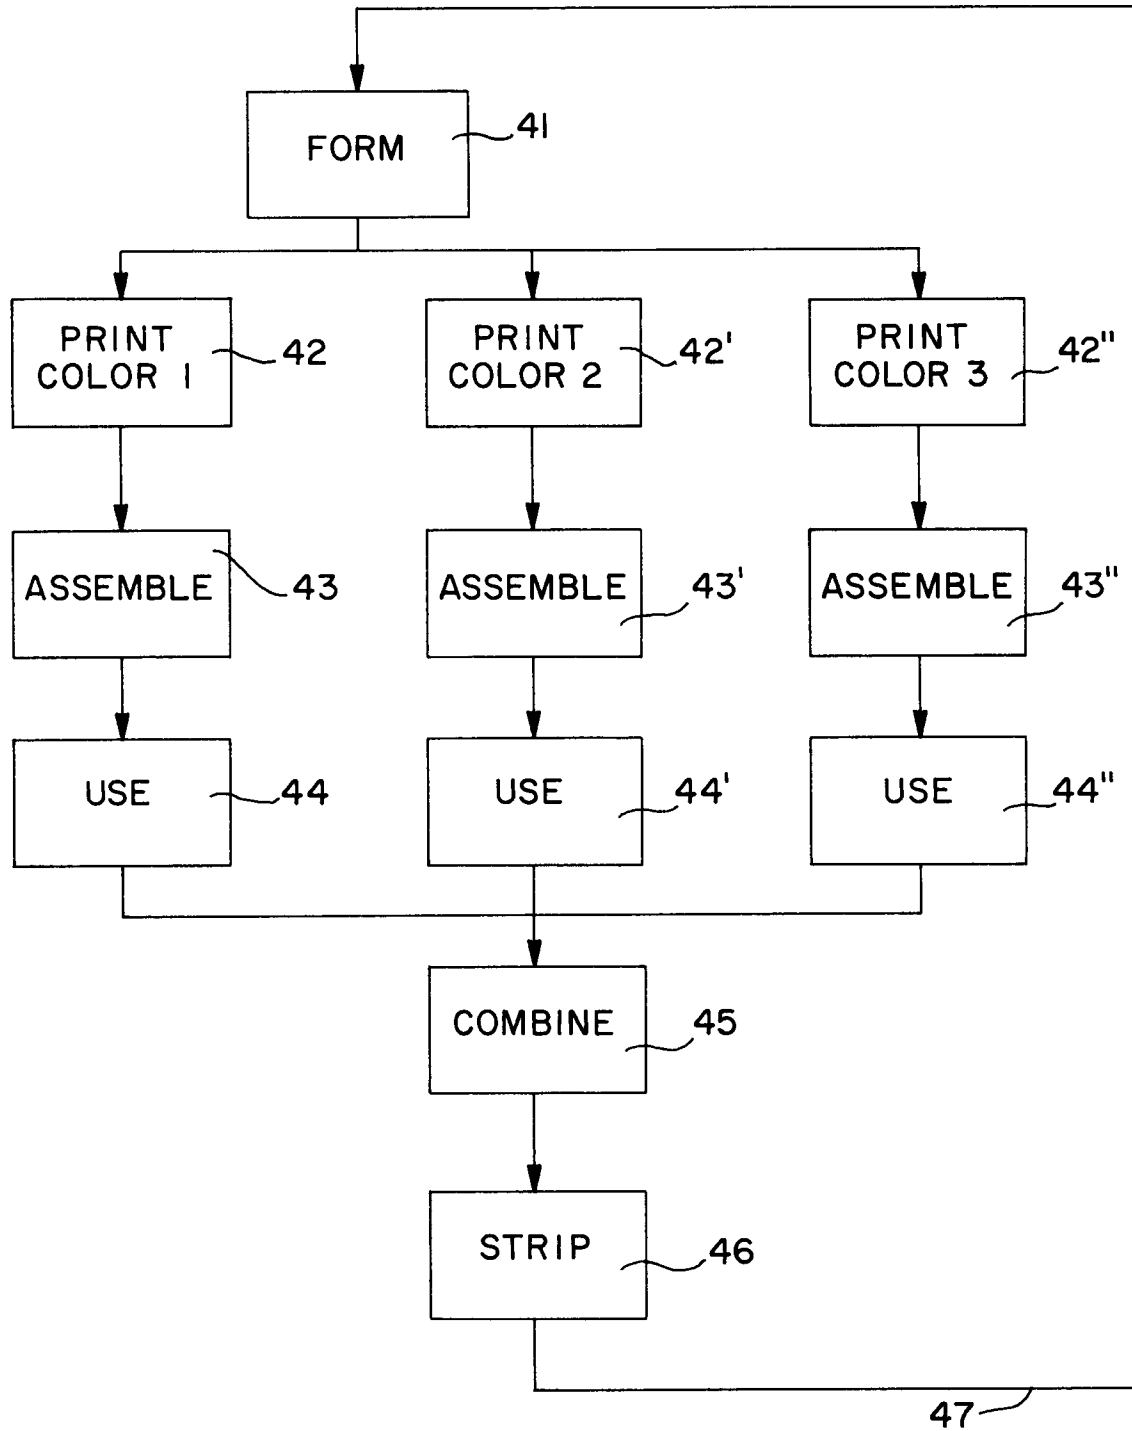 FORM
41
PRINT
COLOR 1
42
PRINT
COLOR 2
42'
PRINT
COLOR 3
42"
ASSEMBLE
43
ASSEMBLE
43'
ASSEMBLE
43"
USE
44
USE
44'
USE
44"
COMBINE
45
STRIP
46
47